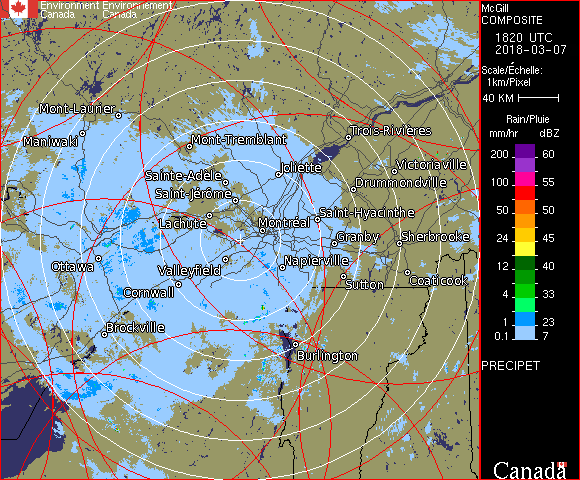 Environment Environnement
Canada Canada
McGill
COMPOSITE
1820 UTC
2018-03-07
Scale/Échelle:
1km/Pixel
40 KM
Rain/Pluie
mm/hr dBZ
200 60
100 55
50 50
24 45
12 40
4 33
1 23
0.1 7
PRECIPET
Canada
Mont-Laurier
Maniwaki
Mont-Tremblant
Trois-Rivières
Sainte-Adèle
Joliette
Victoriaville
Saint-Jérôme
Drummondville
Lachute
Montréal
Saint-Hyacinthe
Granby
Sherbrooke
Ottawa
Valleyfield
Napierville
Cornwall
Sutton
Coaticook
Brockville
Burlington